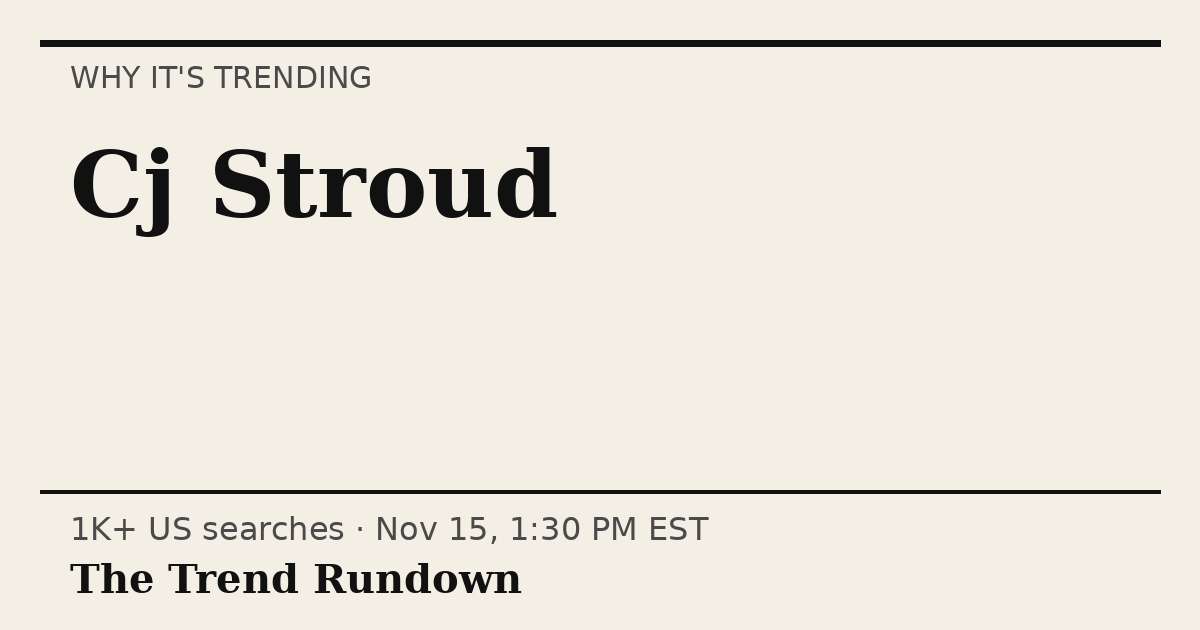 WHY IT'S TRENDING
Cj Stroud
1K+ US searches · Nov 15, 1:30 PM EST
The Trend Rundown